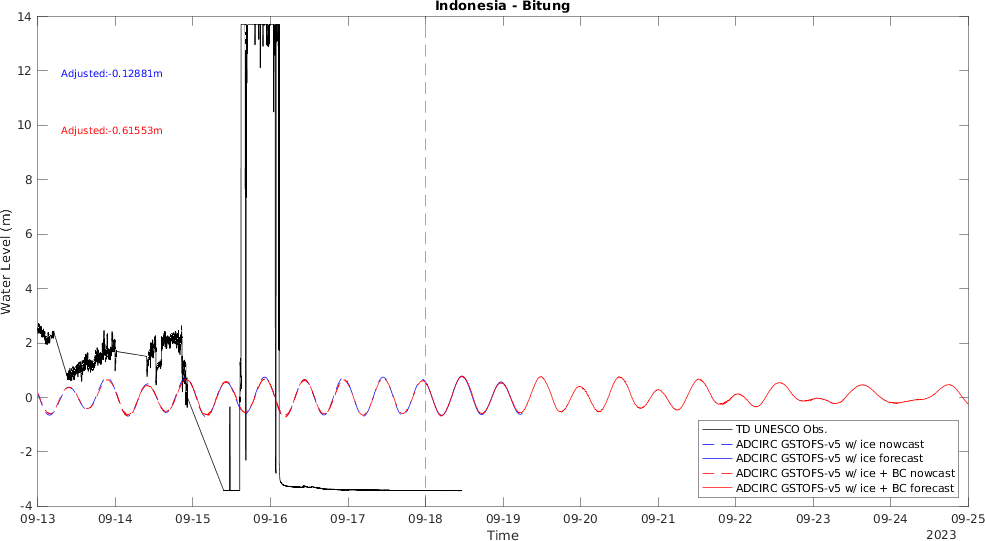 Indonesia - Bitung
14
12
10
8
6
4
2
0
-2
-4
Water Level (m)
Adjusted:-0.12881m
Adjusted:-0.61553m
TD UNESCO Obs.
ADCIRC GSTOFS-v5 w/ ice nowcast
ADCIRC GSTOFS-v5 w/ ice forecast
ADCIRC GSTOFS-v5 w/ ice + BC nowcast
ADCIRC GSTOFS-v5 w/ ice + BC forecast
09-13 09-14 09-15 09-16 09-17 09-18 09-19 09-20 09-21 09-22 09-23 09-24 09-25
Time
2023